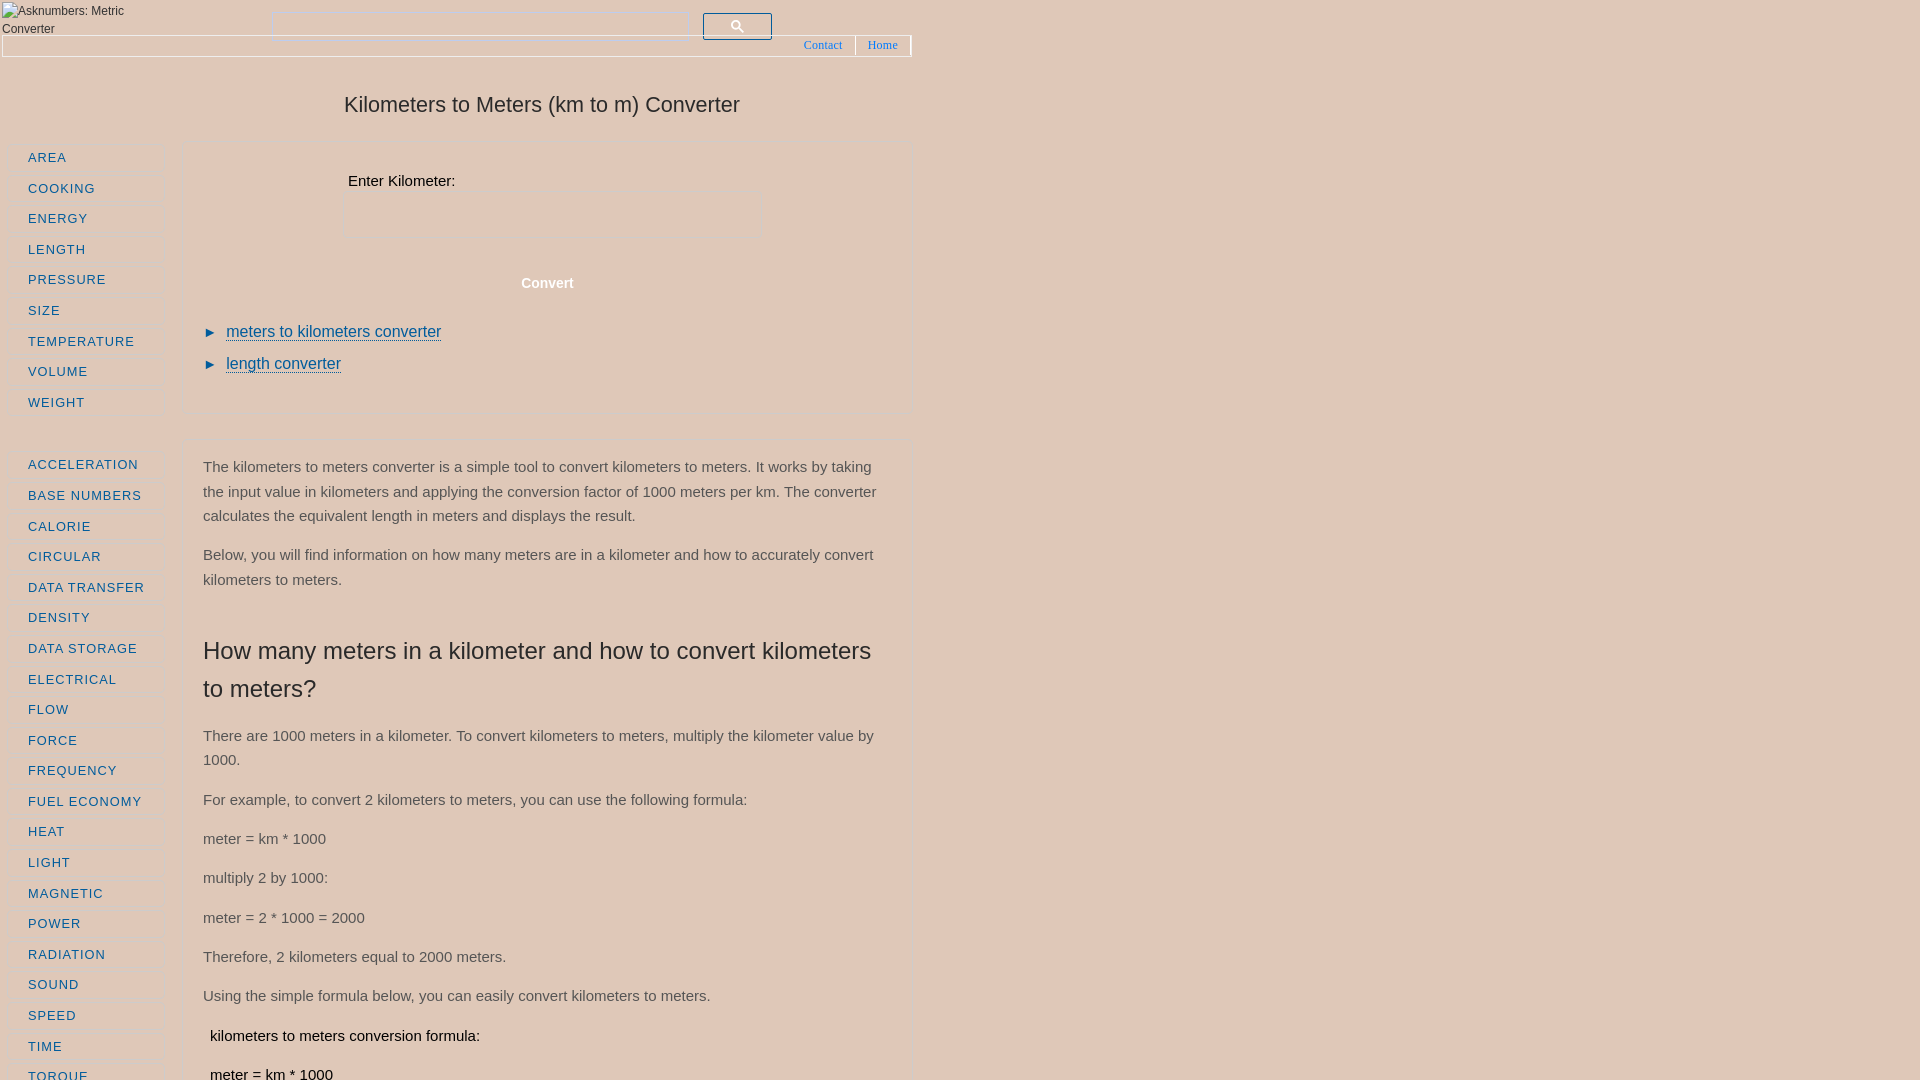 Asknumbers: Metric
Converter
Contact
Home
Kilometers to Meters (km to m) Converter
AREA
COOKING
ENERGY
LENGTH
PRESSURE
SIZE
TEMPERATURE
VOLUME
WEIGHT
Enter Kilometer:
Convert
► meters to kilometers converter
► length converter
ACCELERATION
BASE NUMBERS
CALORIE
CIRCULAR
DATA TRANSFER
DENSITY
DATA STORAGE
ELECTRICAL
FLOW
FORCE
FREQUENCY
FUEL ECONOMY
HEAT
LIGHT
MAGNETIC
POWER
RADIATION
SOUND
SPEED
TIME
TORQUE
The kilometers to meters converter is a simple tool to convert kilometers to meters. It works by taking
the input value in kilometers and applying the conversion factor of 1000 meters per km. The converter
calculates the equivalent length in meters and displays the result.
Below, you will find information on how many meters are in a kilometer and how to accurately convert
kilometers to meters.
How many meters in a kilometer and how to convert kilometers
to meters?
There are 1000 meters in a kilometer. To convert kilometers to meters, multiply the kilometer value by
1000.
For example, to convert 2 kilometers to meters, you can use the following formula:
meter = km * 1000
multiply 2 by 1000:
meter = 2 * 1000 = 2000
Therefore, 2 kilometers equal to 2000 meters.
Using the simple formula below, you can easily convert kilometers to meters.
kilometers to meters conversion formula:
meter = km * 1000